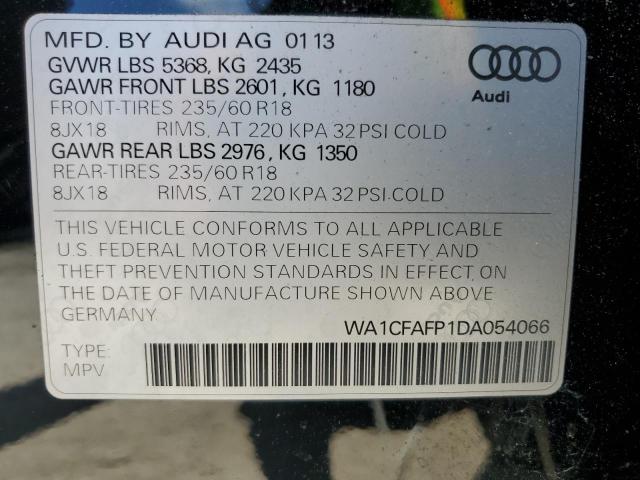 MFD. BY AUDI AG 01 13
GVWR LBS 5368, KG 2435
GAWR FRONT LBS 2601, KG 1180
FRONT-TIRES 235/60 R18
8JX18 RIMS, AT 220 KPA 32 PSI COLD
GAWR REAR LBS 2976, KG 1350
REAR-TIRES 235/60 R18
8JX18 RIMS, AT 220 KPA 32 PSI COLD
Audi
THIS VEHICLE CONFORMS TO ALL APPLICABLE
U.S. FEDERAL MOTOR VEHICLE SAFETY AND
THEFT PREVENTION STANDARDS IN EFFECT ON
THE DATE OF MANUFACTURE SHOWN ABOVE
GERMANY
WA1CFAFP1DA054066
TYPE:
MPV